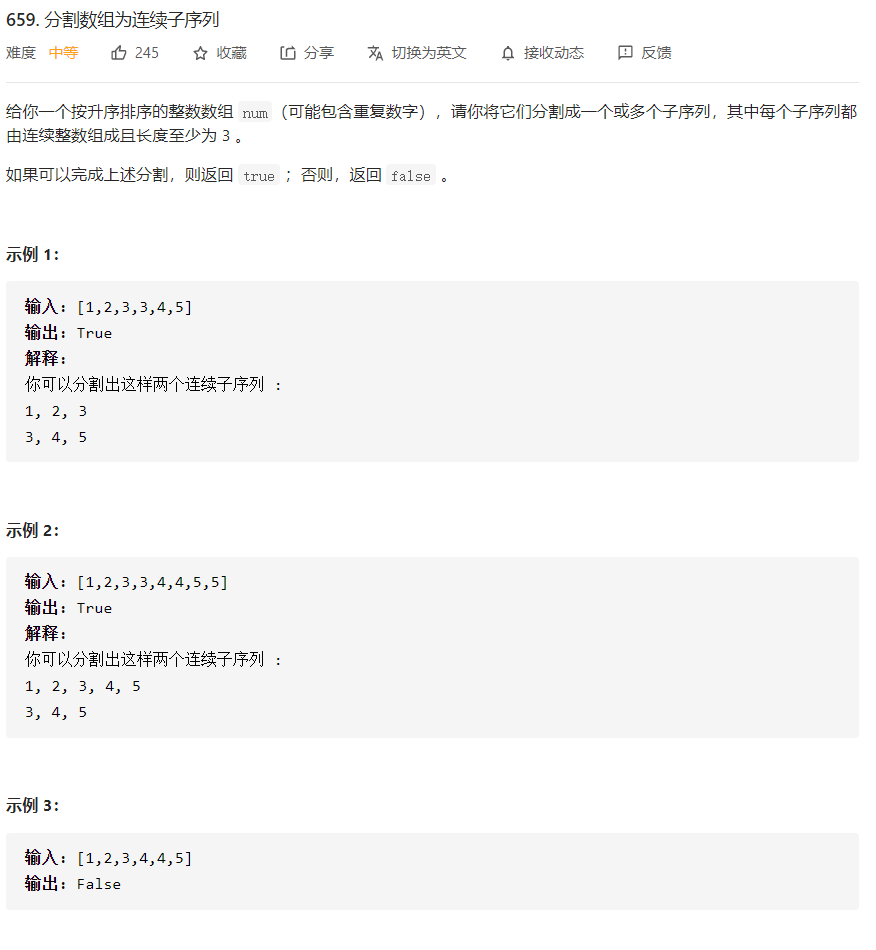 659. 分割数组为连续子序列
难度 中等 245 收藏 分享 切换为英文 接收动态 反馈
给你一个按升序排序的整数数组 num（可能包含重复数字），请你将它们分割成一个或多个子序列，其中每个子序列都
由连续整数组成且长度至少为 3 。
如果可以完成上述分割，则返回 true ；否则，返回 false 。
示例 1：
输入：[1,2,3,3,4,5]
输出：True
解释：
你可以分割出这样两个连续子序列 :
1, 2, 3
3, 4, 5
示例 2：
输入：[1,2,3,3,4,4,5,5]
输出：True
解释：
你可以分割出这样两个连续子序列 :
1, 2, 3, 4, 5
3, 4, 5
示例 3：
输入：[1,2,3,4,4,5]
输出：False